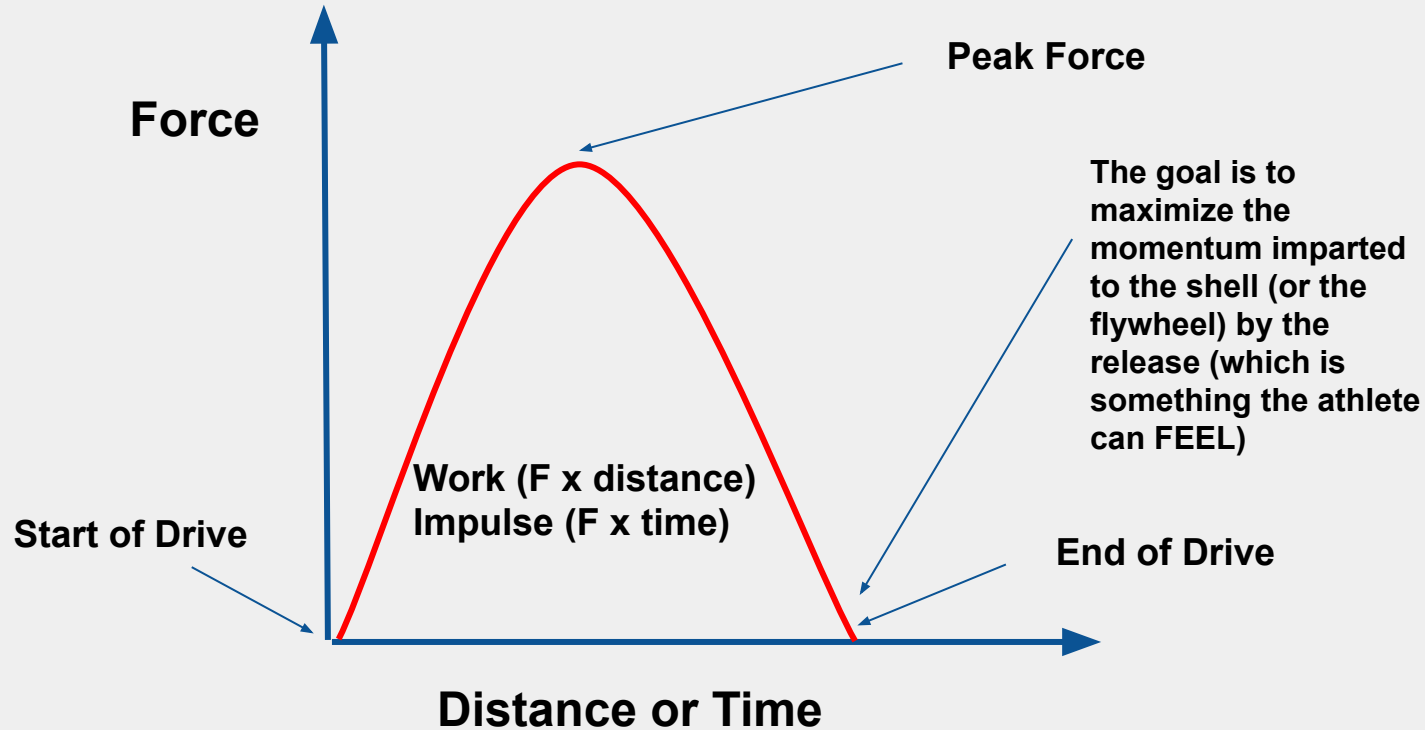 Peak Force
Force
The goal is to
maximize the
momentum imparted
to the shell (or the
flywheel) by the
release (which is
something the athlete
can FEEL)
Work (F x distance)
Impulse (F x time)
Start of Drive
End of Drive
Distance or Time